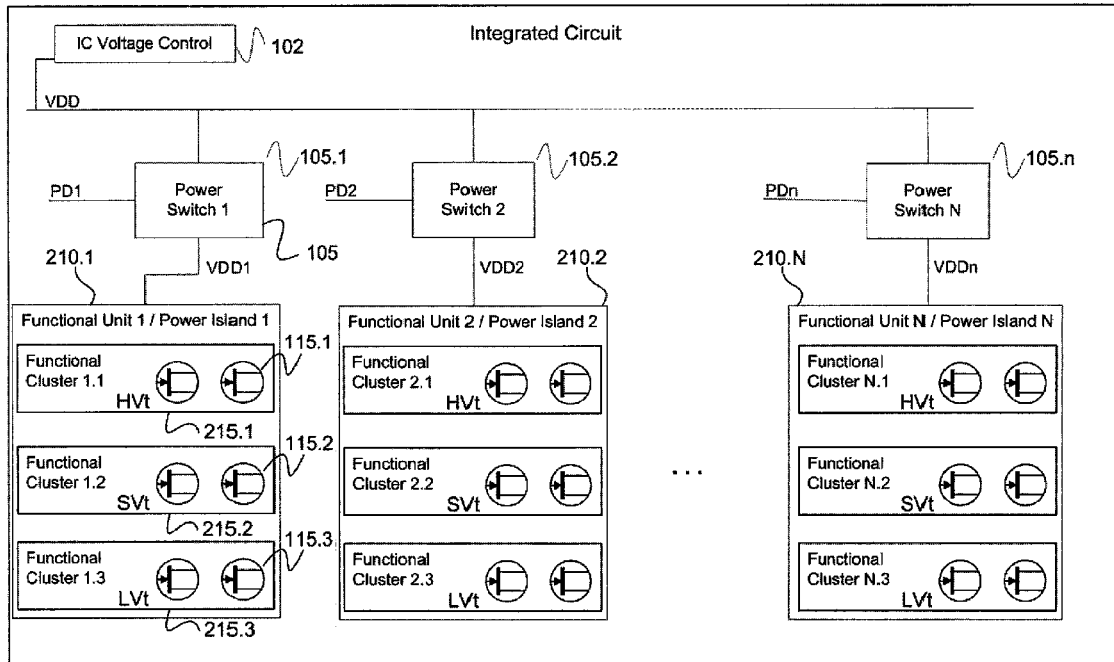 IC Voltage Control
102
Integrated Circuit
VDD
105.1
105.2
105.n
PD1
Power
Switch 1
PD2
Power
Switch 2
PDn
Power
Switch N
105
210.1
VDD1
VDD2
210.2
210.N
VDDn
Functional Unit 1 / Power Island 1
Functional
Cluster 1.1
HVt
115.1
215.1
Functional
Cluster 1.2
SVt
115.2
215.2
Functional
Cluster 1.3
LVt
115.3
215.3
Functional Unit 2 / Power Island 2
Functional
Cluster 2.1
HVt
Functional
Cluster 2.2
SVt
Functional
Cluster 2.3
LVt
...
Functional Unit N / Power Island N
Functional
Cluster N.1
HVt
Functional
Cluster N.2
SVt
Functional
Cluster N.3
LVt